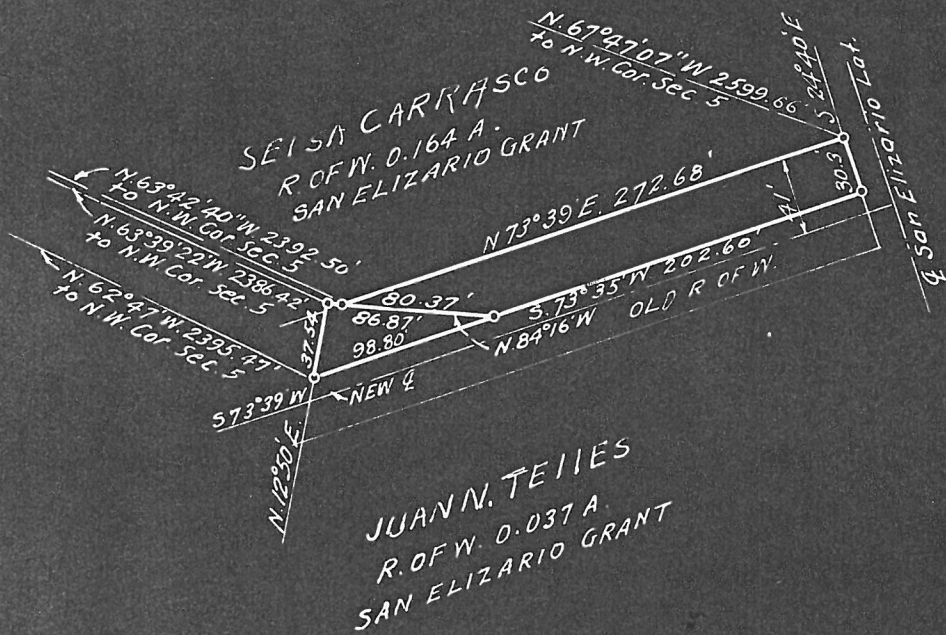 N. 67°47'07" W 2599.66'
to N.W. Cor. Sec 5
S 24°40' E
¢ San Elizario Lat.
SEISA CARRASCO
R. OF W. 0.164 A.
SAN ELIZARIO GRANT
N.63°42'40"W 2392.50'
to N.W. Cor. Sec. 5
N.63°39'22"W 2386.42'
to N.W. Cor. Sec. 5
N. 62°47' W. 2395.47'
to N.W. Cor. Sec. 5
N 73°39' E. 272.68'
30.3
41'
80.37'
86.87'
98.80'
37.54
S. 73°35' W 202.60'
N.84°16' W
OLD R OF W.
S 73°39' W
NEW ¢
N. 12°50' E.
JUAN N. TELLES
R. OF W. 0.037 A.
SAN ELIZARIO GRANT